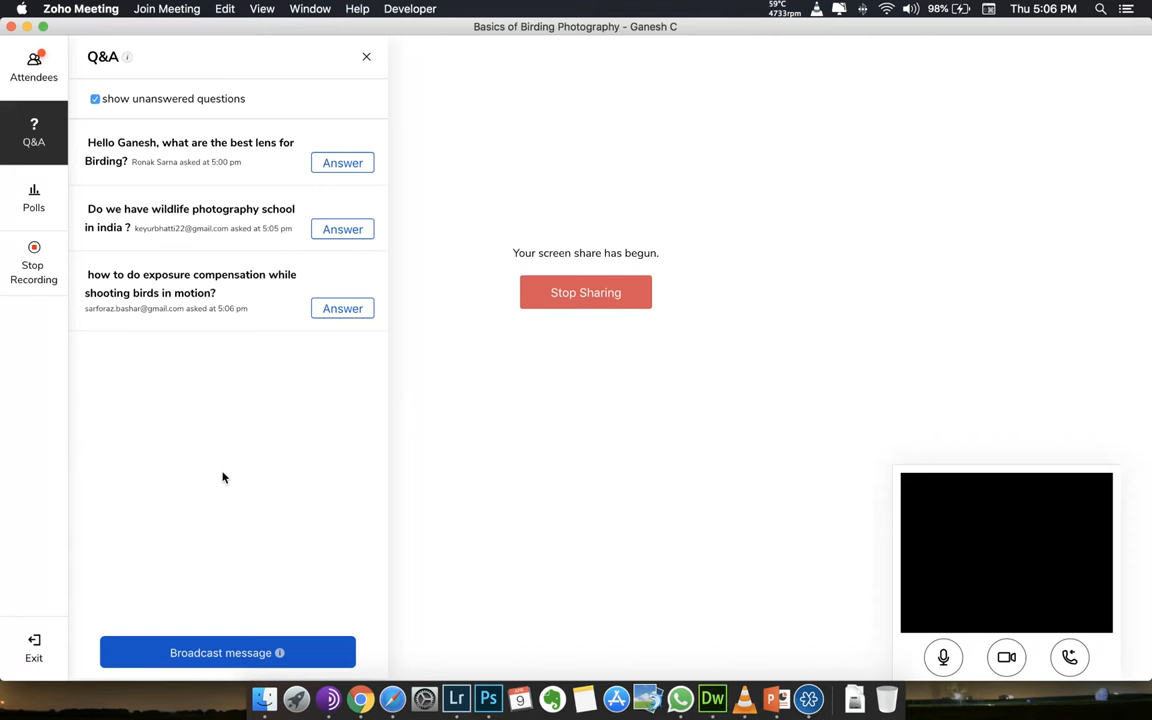 Zoho Meeting Join Meeting Edit View Window Help Developer
59°C
4733rpm
98% Thu 5:06 PM
Basics of Birding Photography - Ganesh C
Attendees
?
Q&A
Polls
Stop
Recording
Exit
Q&A i
show unanswered questions
Hello Ganesh, what are the best lens for
Birding? Ronak Sarna asked at 5:00 pm
Answer
Do we have wildlife photography school
in india ? keyurbhatti22@gmail.com asked at 5:05 pm
Answer
how to do exposure compensation while
shooting birds in motion?
sarforaz.bashar@gmail.com asked at 5:06 pm
Answer
Broadcast message i
Your screen share has begun.
Stop Sharing
Lr Ps APR 9 Dw